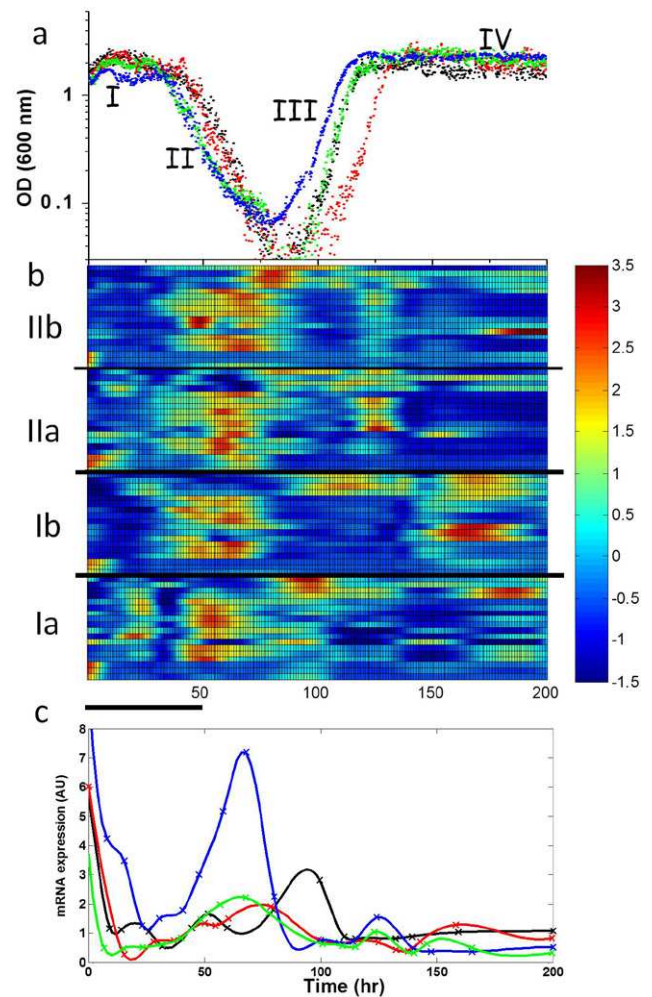 a
I
II
III
IV
OD (600 nm)
1
0.1
b
IIb
IIa
Ib
Ia
50 100 150 200
3.5
3
2.5
2
1.5
1
0.5
0
-0.5
-1
-1.5
c
mRNA expression (AU)
8
7
6
5
4
3
2
1
0
0 50 100 150 200
Time (hr)